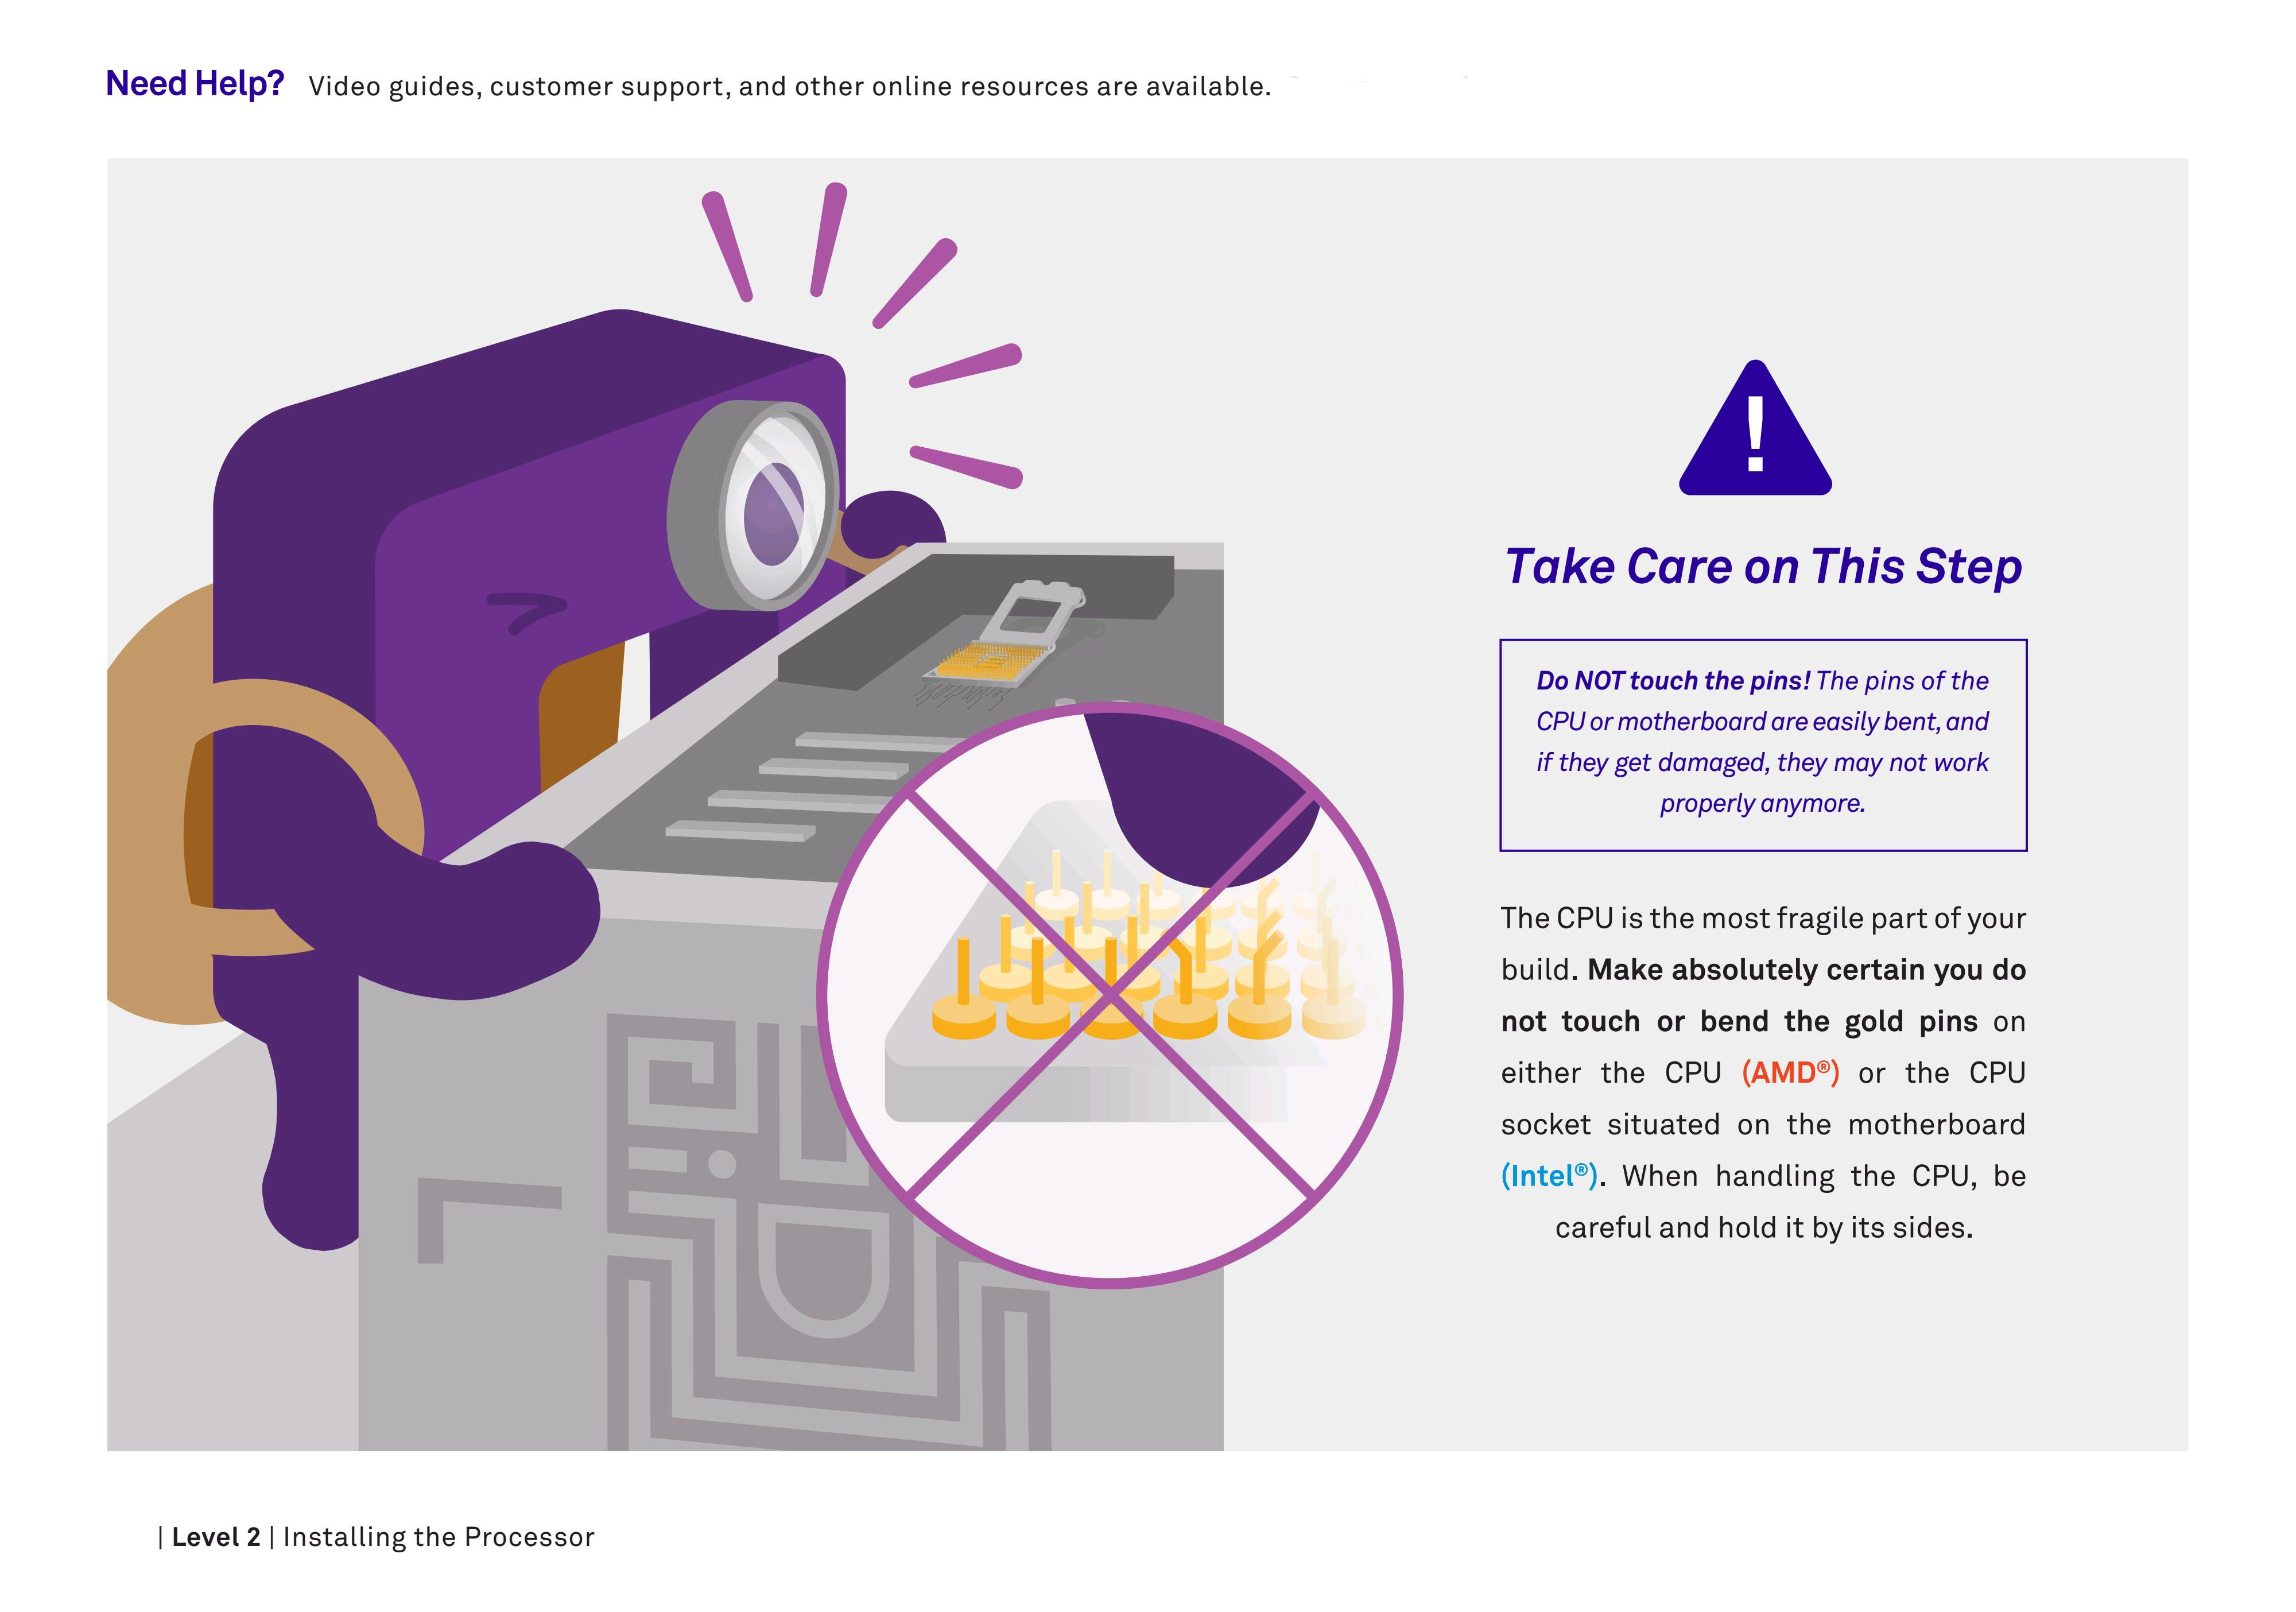 Need Help? Video guides, customer support, and other online resources are available.
Take Care on This Step
Do NOT touch the pins! The pins of the
CPU or motherboard are easily bent, and
if they get damaged, they may not work
properly anymore.
The CPU is the most fragile part of your
build. Make absolutely certain you do
not touch or bend the gold pins on
either the CPU (AMD®) or the CPU
socket situated on the motherboard
(Intel®). When handling the CPU, be
careful and hold it by its sides.
| Level 2 | Installing the Processor